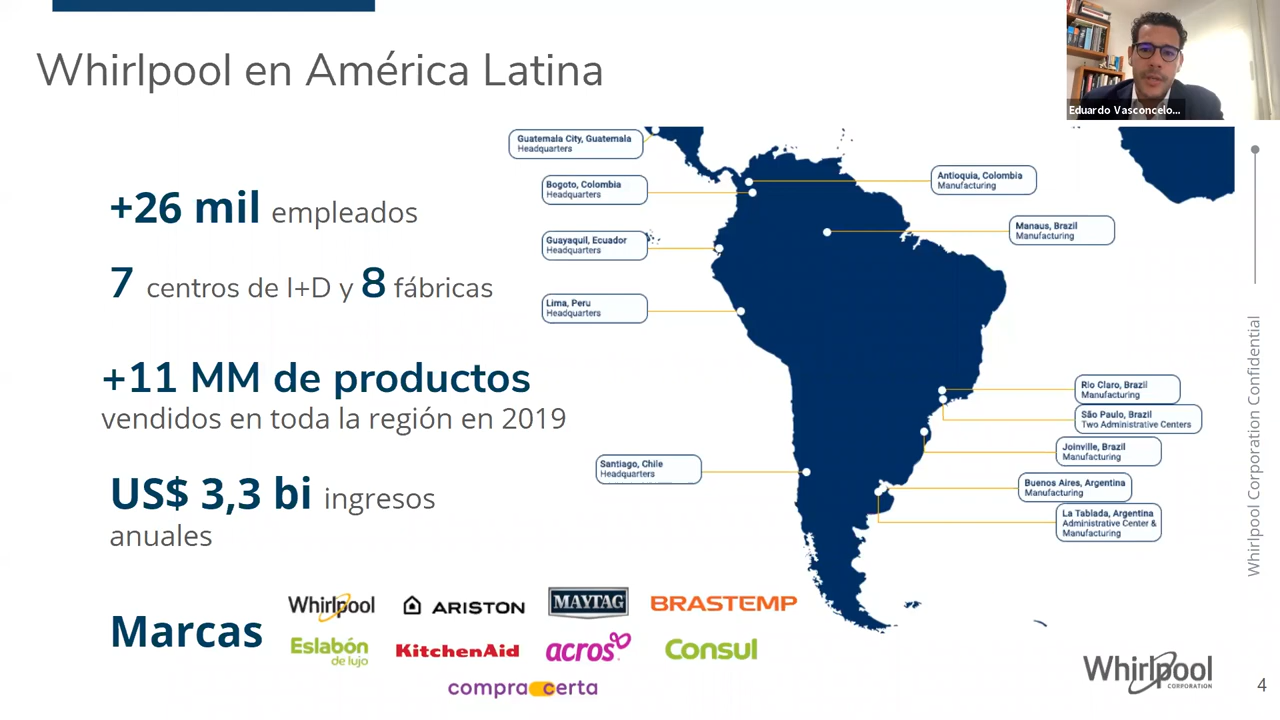 Whirlpool en América Latina
Eduardo Vasconcelo...
+26 mil empleados
7 centros de I+D y 8 fábricas
+11 MM de productos
vendidos en toda la región en 2019
US$ 3,3 bi ingresos
anuales
Guatemala City, Guatemala
Headquarters
Bogoto, Colombia
Headquarters
Guayaquil, Ecuador
Headquarters
Lima, Peru
Headquarters
Santiago, Chile
Headquarters
Antioquia, Colombia
Manufacturing
Manaus, Brazil
Manufacturing
Rio Claro, Brazil
Manufacturing
São Paulo, Brazil
Two Administrative Centers
Joinville, Brazil
Manufacturing
Buenos Aires, Argentina
Manufacturing
La Tablada, Argentina
Administrative Center &
Manufacturing
Whirlpool Corporation Confidential
Marcas
Whirlpool ARISTON MAYTAG BRASTEMP
Eslabón
de lujo
KitchenAid acros Consul
compra certa
Whirlpool
CORPORATION
4